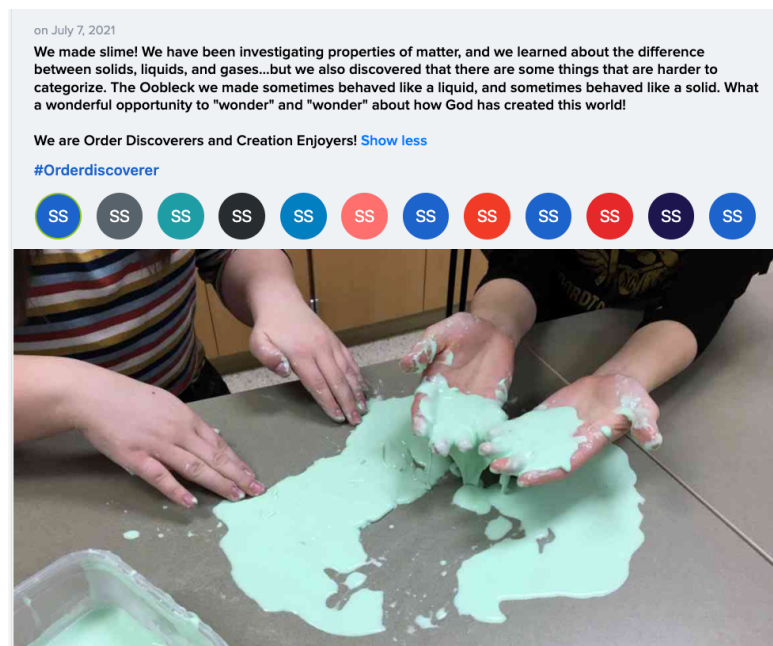 on July 7, 2021
We made slime! We have been investigating properties of matter, and we learned about the difference
between solids, liquids, and gases...but we also discovered that there are some things that are harder to
categorize. The Oobleck we made sometimes behaved like a liquid, and sometimes behaved like a solid. What
a wonderful opportunity to "wonder" and "wonder" about how God has created this world!
We are Order Discoverers and Creation Enjoyers! Show less
#Orderdiscoverer
SS SS SS SS SS SS SS SS SS SS SS SS